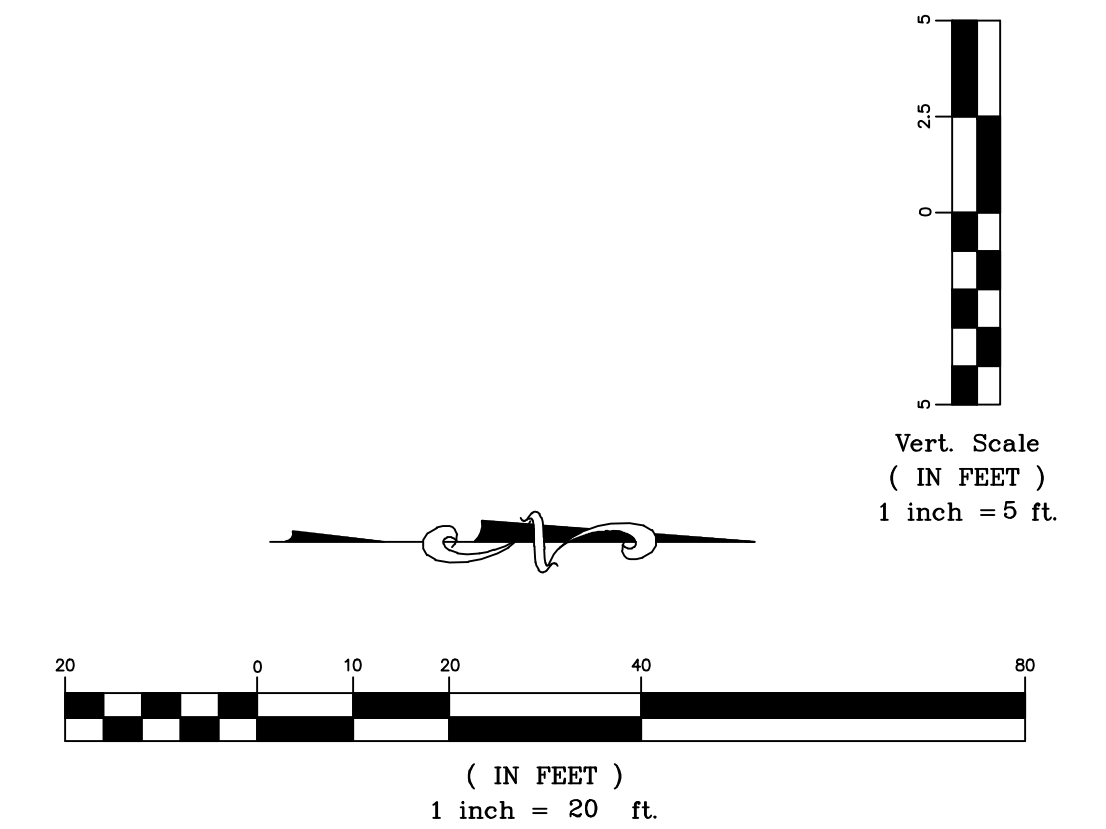 5
2.5
0
5
Vert. Scale
( IN FEET )
1 inch = 5 ft.
20 0 10 20 40 80
( IN FEET )
1 inch = 20 ft.